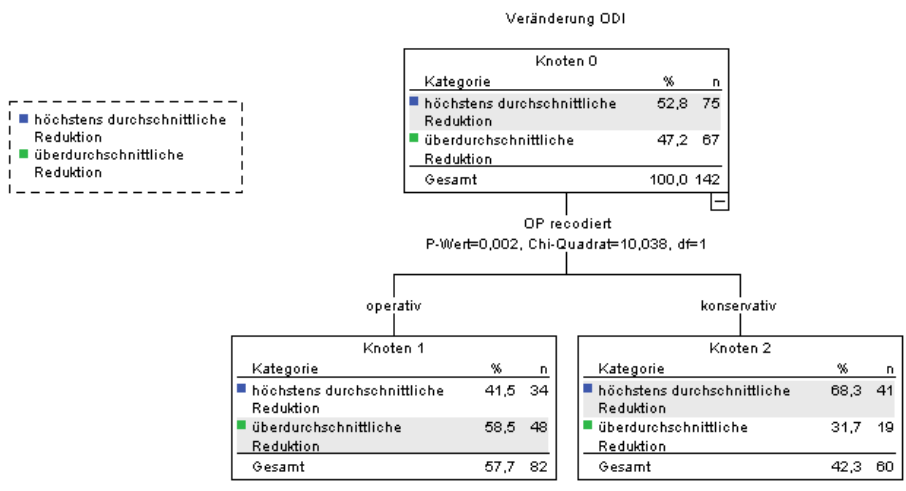 Veränderung ODI
höchstens durchschnittliche
Reduktion
überdurchschnittliche
Reduktion
Knoten 0
Kategorie % n
höchstens durchschnittliche 52,8 75
Reduktion
überdurchschnittliche 47,2 67
Reduktion
Gesamt 100,0 142
OP recodiert
P-Wert=0,002, Chi-Quadrat=10,038, df=1
operativ
konservativ
Knoten 1
Kategorie % n
höchstens durchschnittliche 41,5 34
Reduktion
überdurchschnittliche 58,5 48
Reduktion
Gesamt 57,7 82
Knoten 2
Kategorie % n
höchstens durchschnittliche 68,3 41
Reduktion
überdurchschnittliche 31,7 19
Reduktion
Gesamt 42,3 60